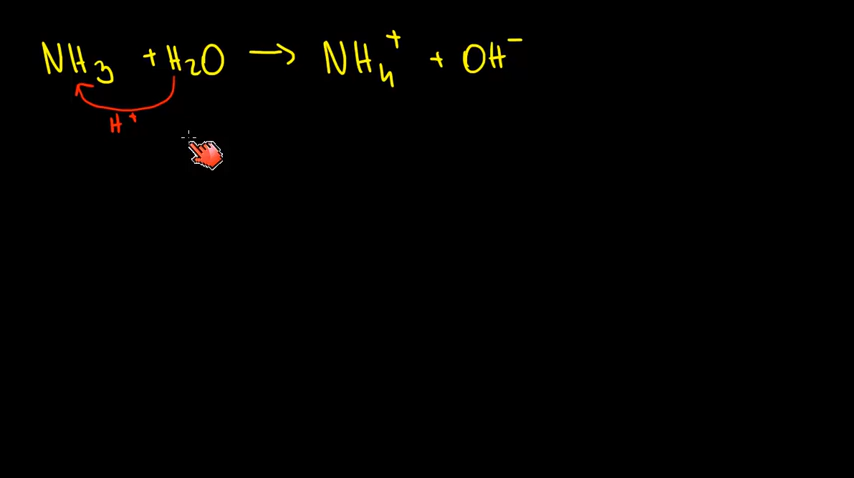 NH₃ + H₂O → NH₄⁺ + OH⁻
H⁺